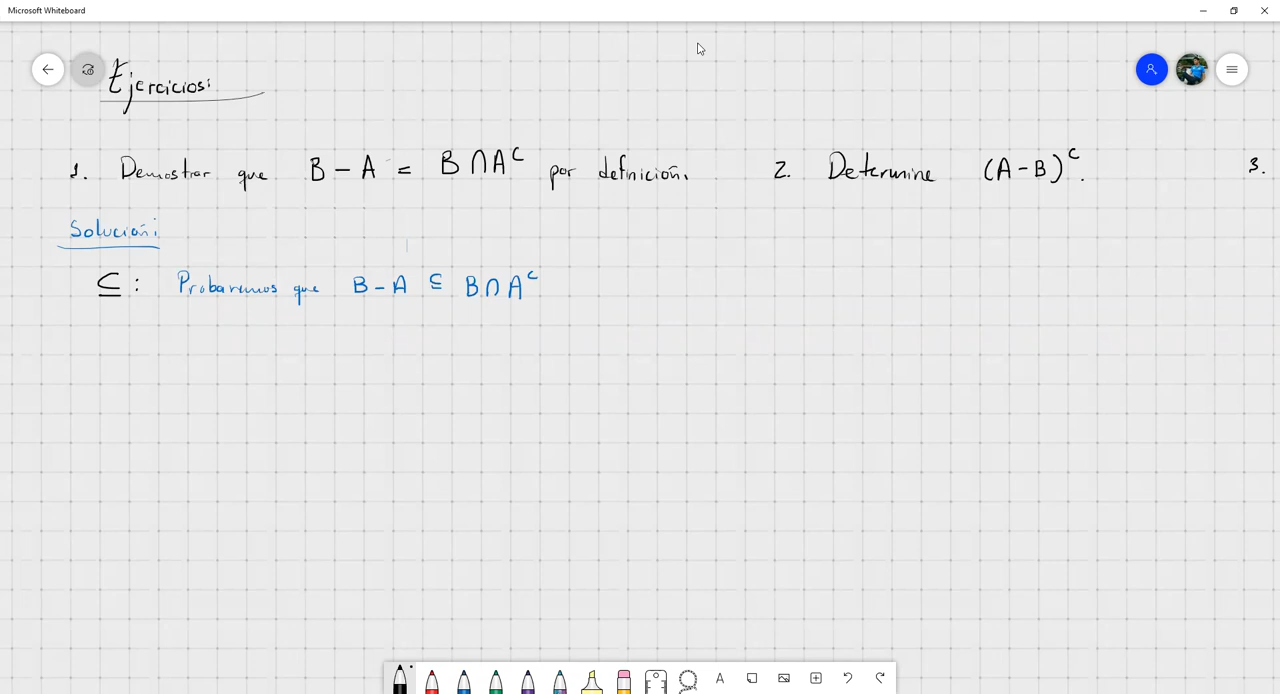 Microsoft Whiteboard
Ejercicios:
1. Demostrar que B - A = B ∩ A^c por definición.
2. Determine (A - B)^c.
3.
Solución:
⊆: Probaremos que B - A ⊆ B ∩ A^c
A